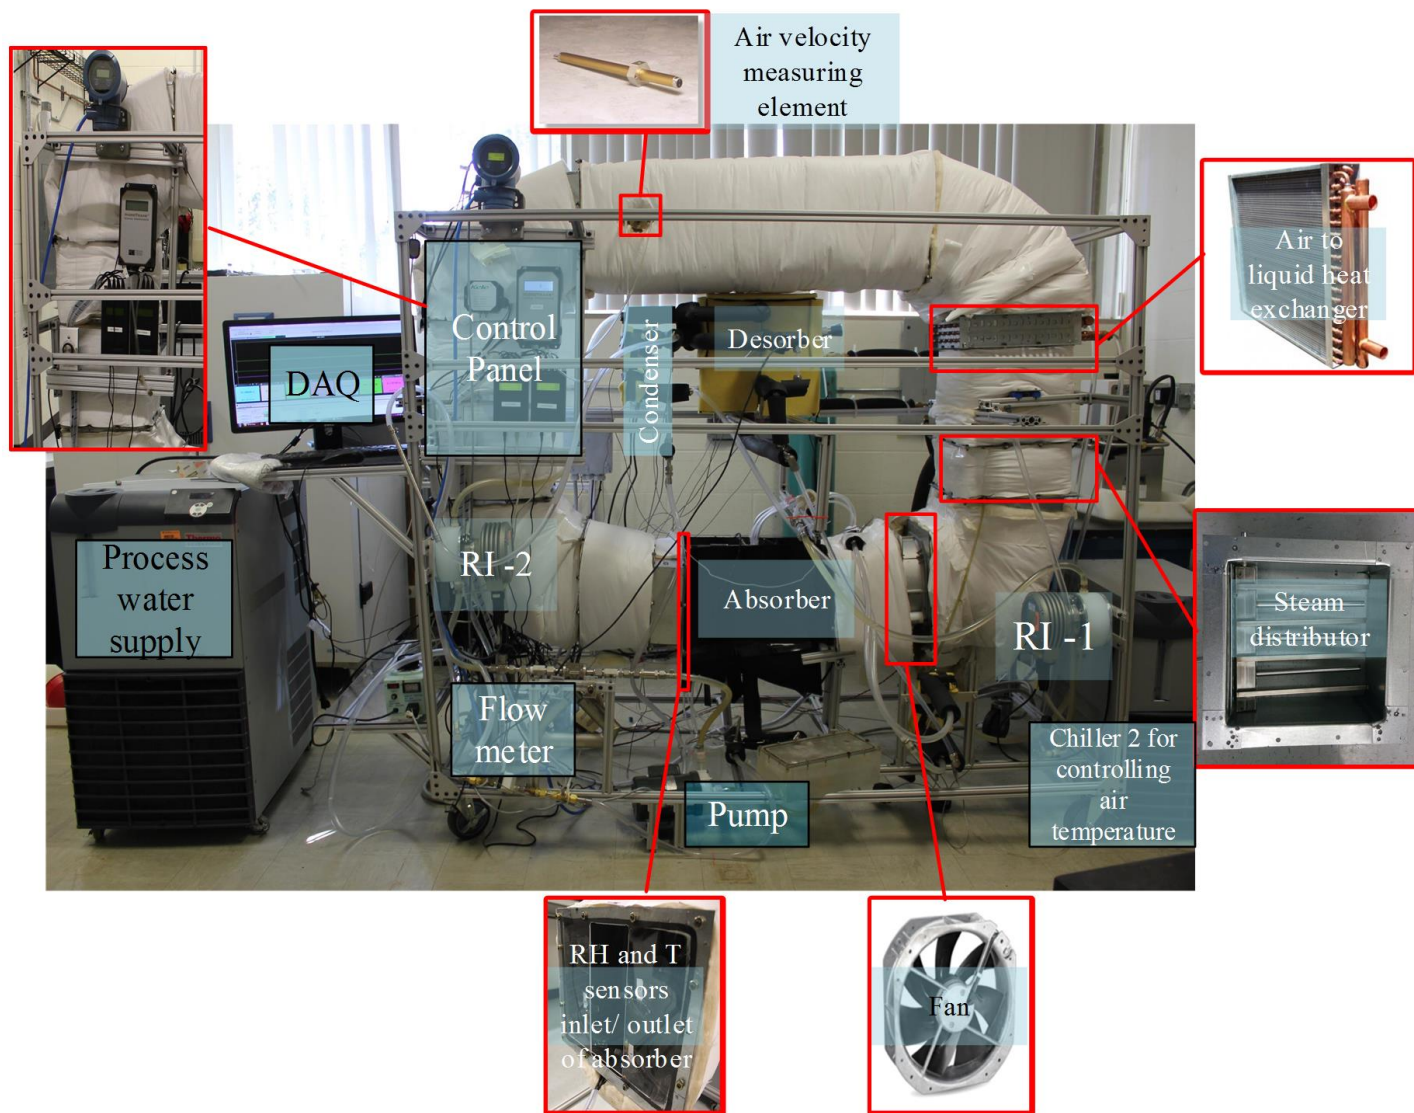 Air velocity
measuring
element
Air to
liquid heat
exchanger
Control
Panel
Condenser
Desorber
DAQ
Process
water
supply
RI -2
Absorber
RI -1
Steam
distributor
Flow
meter
Pump
Chiller 2 for
controlling
air
temperature
RH and T
sensors
inlet/ outlet
of absorber
Fan